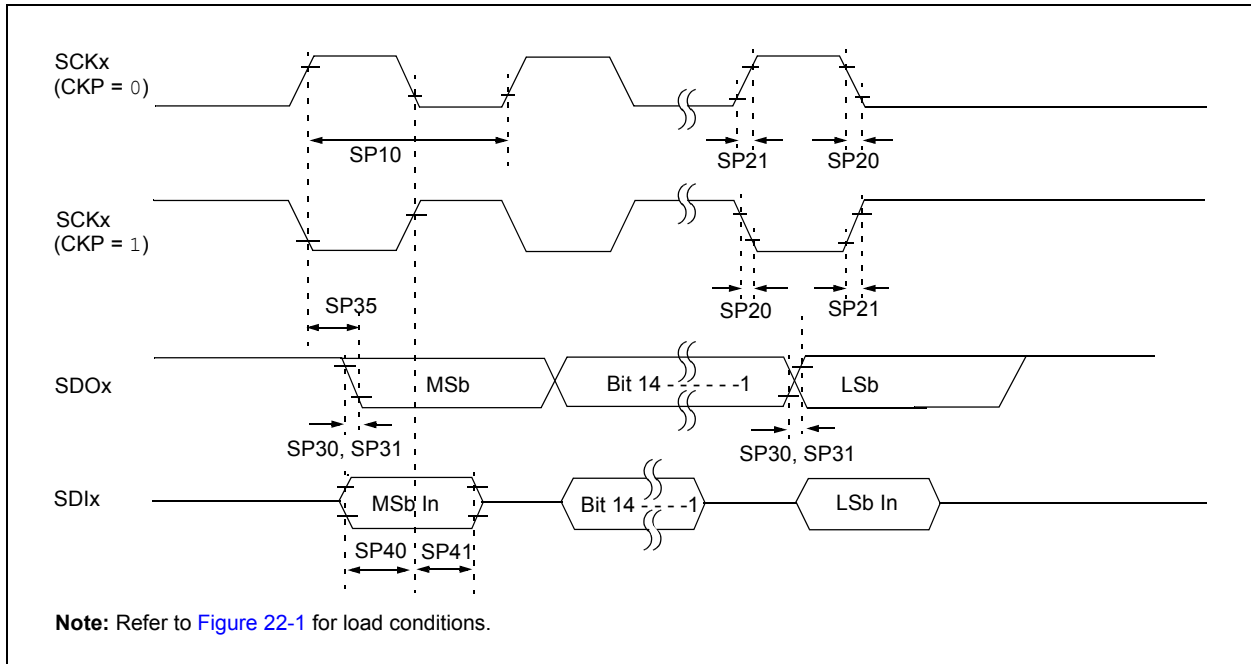 SCKx
(CKP = 0)
SP10
SP21
SP20
SCKx
(CKP = 1)
SP35
SP20
SP21
SDOx
MSb
Bit 14 - - - - - -1
LSb
SP30, SP31
SP30, SP31
SDIx
MSb In
Bit 14 - - - -1
LSb In
SP40
SP41
Note: Refer to Figure 22-1 for load conditions.